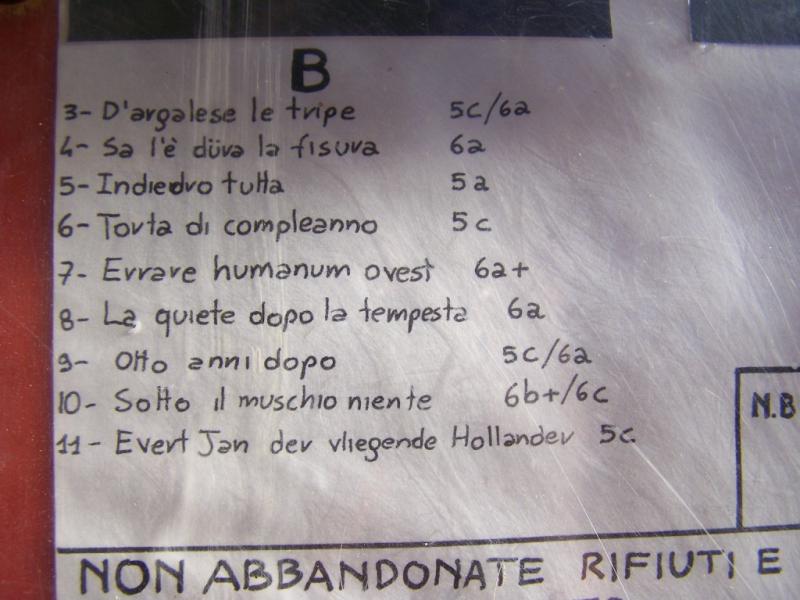 B
3- D'argalese le tripe 5c/6a
4- Sa l'è düra la fisura 6a
5- Indiedro tutta 5a
6- Torta di compleanno 5c
7- Errare humanum ovest 6a+
8- La quiete dopo la tempesta 6a
9- Otto anni dopo 5c/6a
10- Sotto il muschio niente 6b+/6c
11- Evert Jan der vliegende Hollander 5c
N.B
NON ABBANDONATE RIFIUTI E